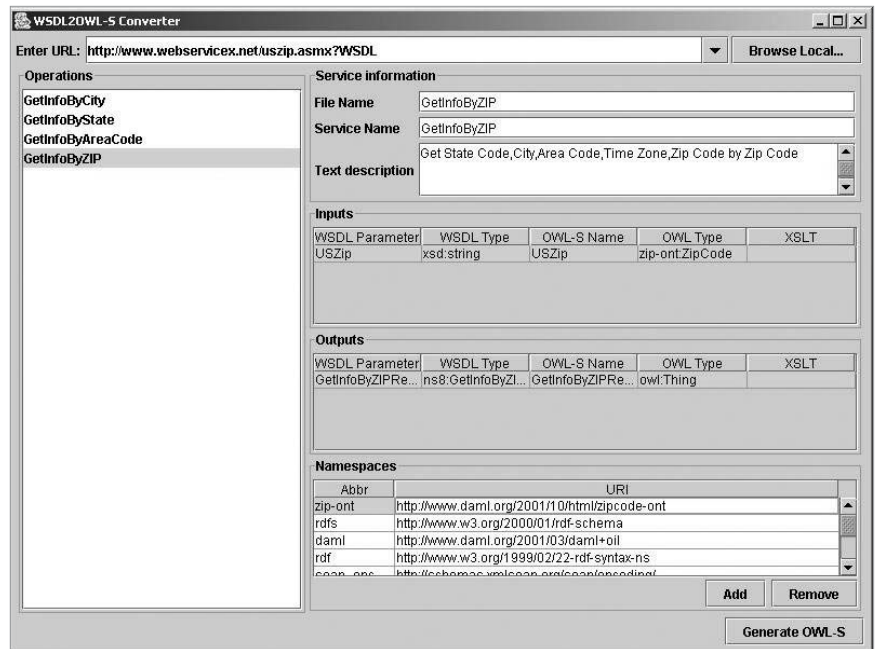 WSDL2OWL-S Converter
Enter URL: http://www.webservicex.net/uszip.asmx?WSDL Browse Local...
Operations
GetInfoByCity
GetInfoByState
GetInfoByAreaCode
GetInfoByZIP
Service information
File Name GetInfoByZIP
Service Name GetInfoByZIP
Text description Get State Code,City,Area Code,Time Zone,Zip Code by Zip Code
Inputs
WSDL Parameter WSDL Type OWL-S Name OWL Type XSLT
USZip xsd:string USZip zip-ont:ZipCode
Outputs
WSDL Parameter WSDL Type OWL-S Name OWL Type XSLT
GetInfoByZIPRe... ns8:GetInfoByZI... GetInfoByZIPRe... owl:Thing
Namespaces
Abbr URI
zip-ont http://www.daml.org/2001/10/html/zipcode-ont
rdfs http://www.w3.org/2000/01/rdf-schema
daml http://www.daml.org/2001/03/daml+oil
rdf http://www.w3.org/1999/02/22-rdf-syntax-ns
http://schemas.xmlsoap.org/soap/encoding/
Add Remove
Generate OWL-S